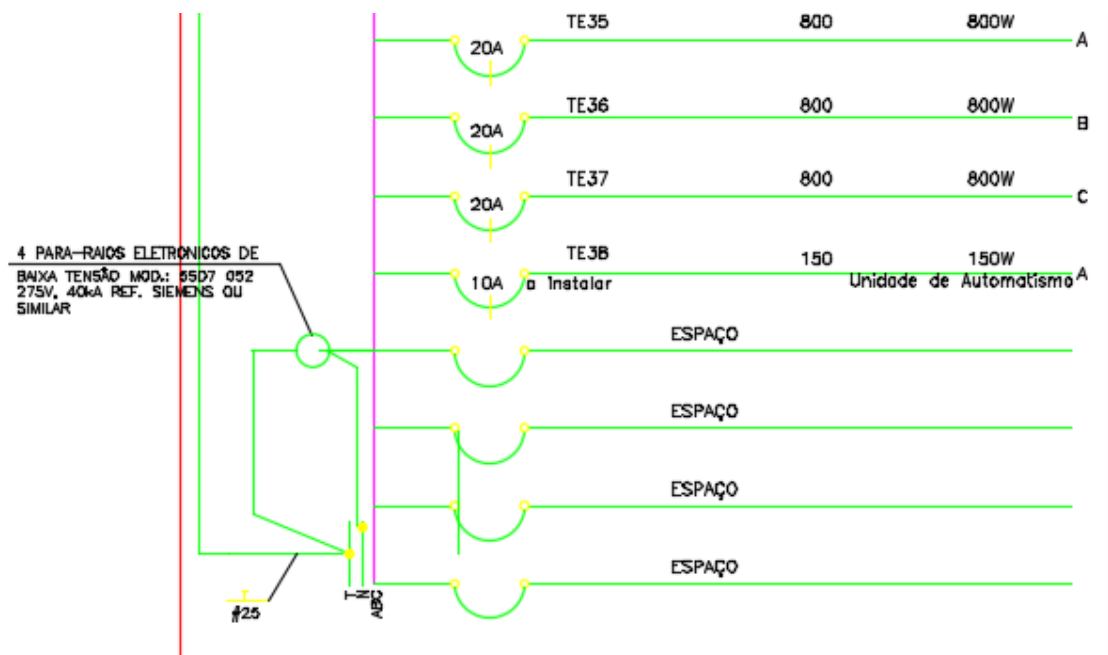 TE35 800 800W
20A A
TE36 800 800W
20A B
TE37 800 800W
20A C
4 PARA-RAIOS ELETRONICOS DE
BAIXA TENSÃO MOD.: 5SD7 052
275V, 40kA REF. SIEMENS OU
SIMILAR
TE38 150 150W
10A a Instalar Unidade de Automatismo A
ESPAÇO
ESPAÇO
ESPAÇO
ESPAÇO
T
#25
T
N
ABC